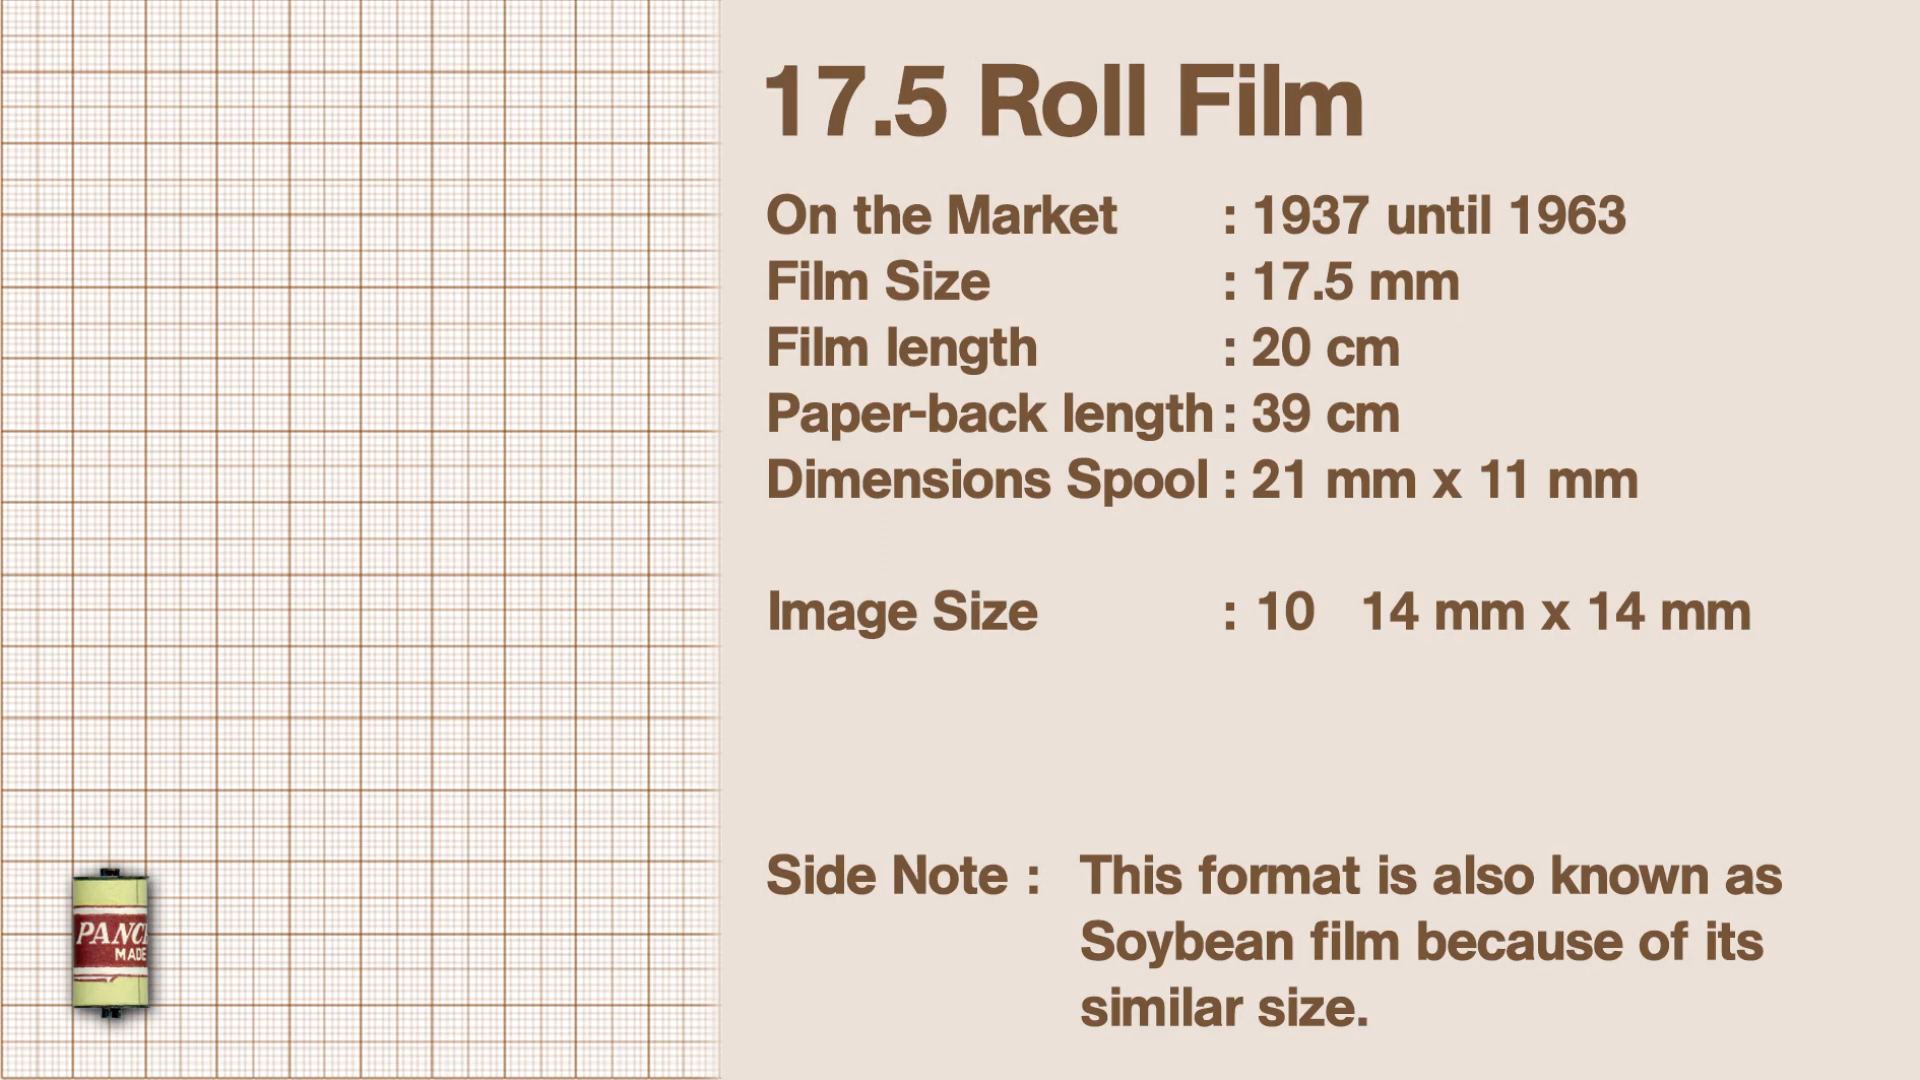 17.5 Roll Film
On the Market : 1937 until 1963
Film Size : 17.5 mm
Film length : 20 cm
Paper-back length : 39 cm
Dimensions Spool : 21 mm x 11 mm
Image Size : 10 14 mm x 14 mm
Side Note : This format is also known as
Soybean film because of its
similar size.
PANC
MADE